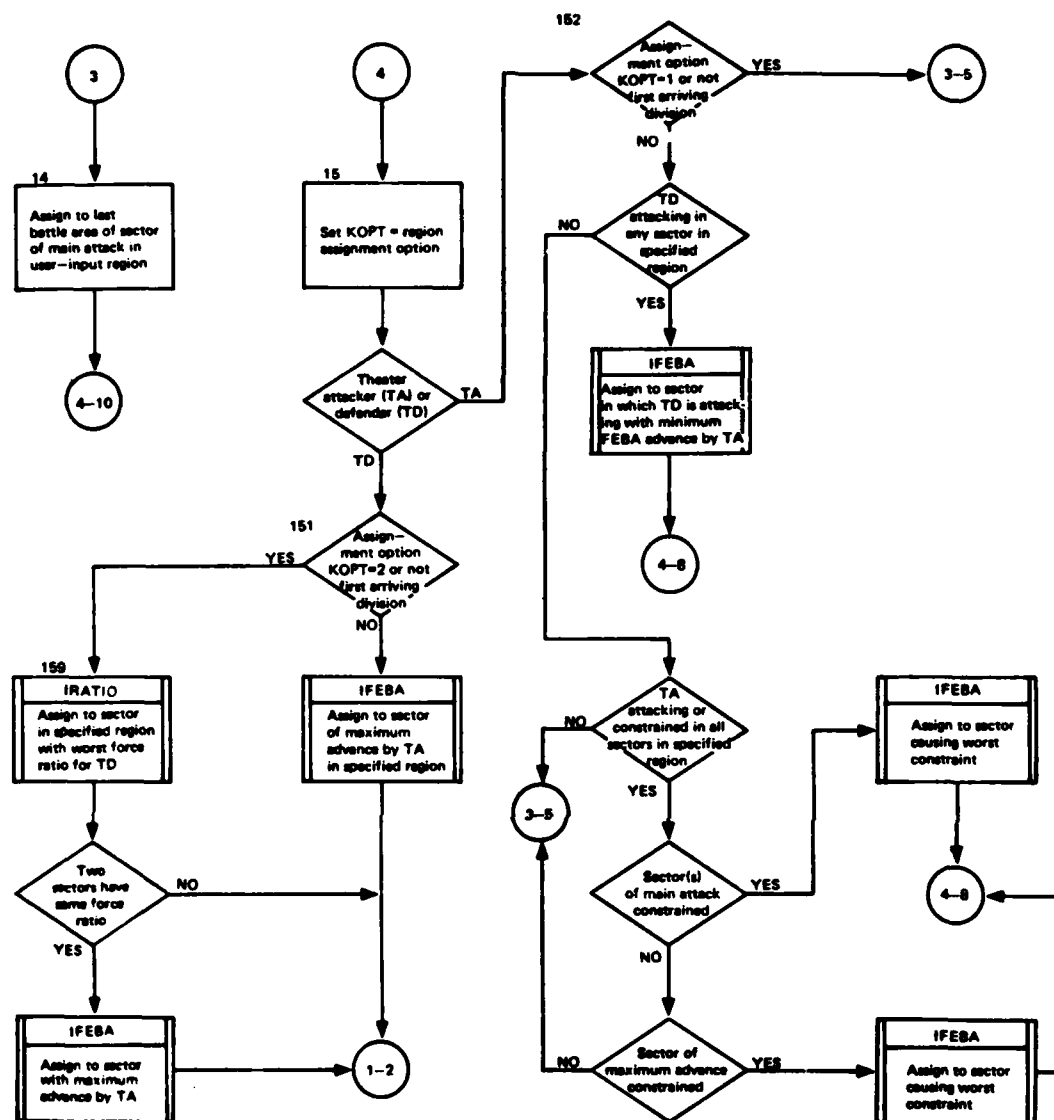 3
14
Assign to last
battle area of sector
of main attack in
user-input region
4-10
4
15
Set KOPT = region
assignment option
Theater
attacker (TA) or
defender (TD)
TA
TD
151
Assign-
ment option
KOPT=2 or not
first arriving
division
YES
NO
159
IRATIO
Assign to sector
in specified region
with worst force
ratio for TD
IFEBA
Assign to sector
of maximum
advance by TA
in specified region
Two
sectors have
same force
ratio
NO
YES
IFEBA
Assign to sector
with maximum
advance by TA
1-2
152
Assign-
ment option
KOPT=1 or not
first arriving
division
YES
3-5
NO
TD
attacking in
any sector in
specified
region
NO
YES
IFEBA
Assign to sector
in which TD is attack-
ing with minimum
FEBA advance by TA
4-8
TA
attacking or
constrained in all
sectors in specified
region
NO
3-5
YES
Sector(s)
of main attack
constrained
YES
IFEBA
Assign to sector
causing worst
constraint
4-8
NO
Sector of
maximum advance
constrained
NO
YES
IFEBA
Assign to sector
causing worst
constraint